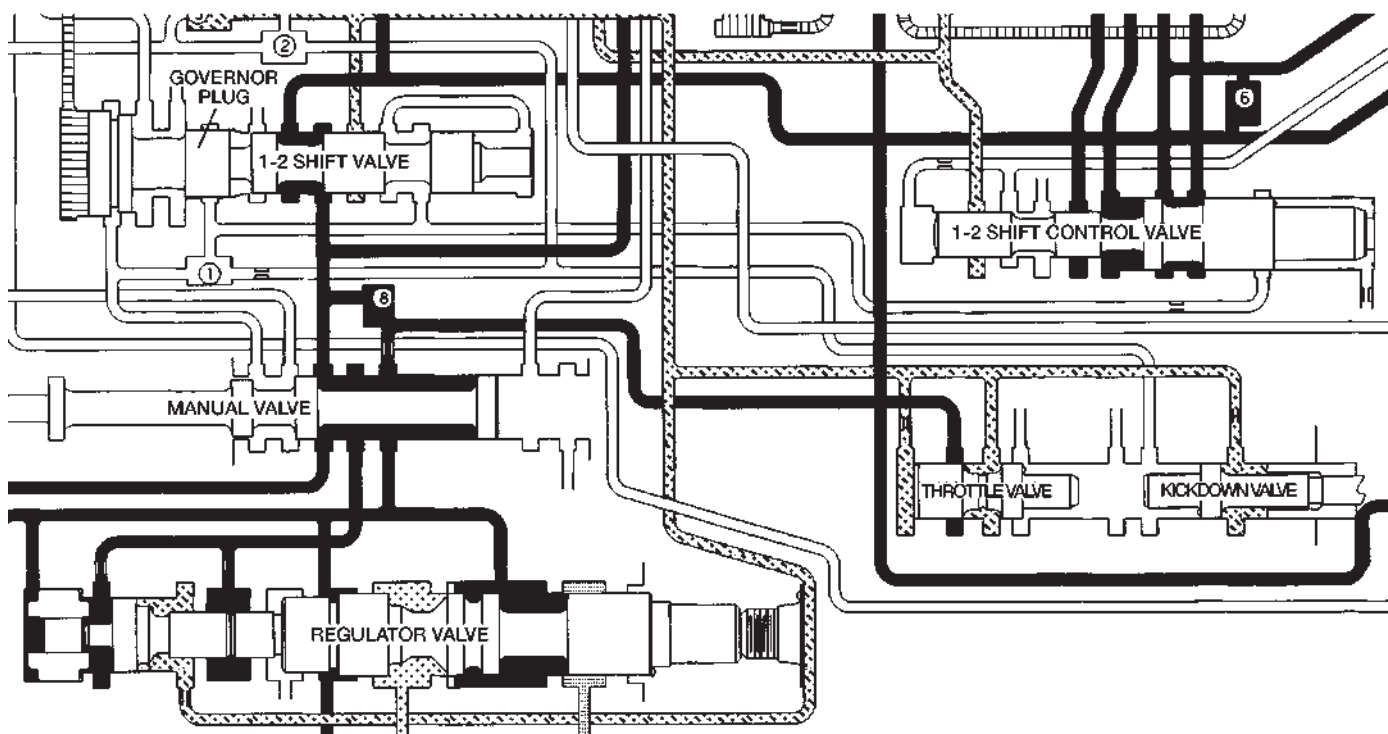 2
GOVERNOR
PLUG
6
1-2 SHIFT VALVE
1-2 SHIFT CONTROL VALVE
1
8
MANUAL VALVE
THROTTLE VALVE
KICKDOWN VALVE
REGULATOR VALVE